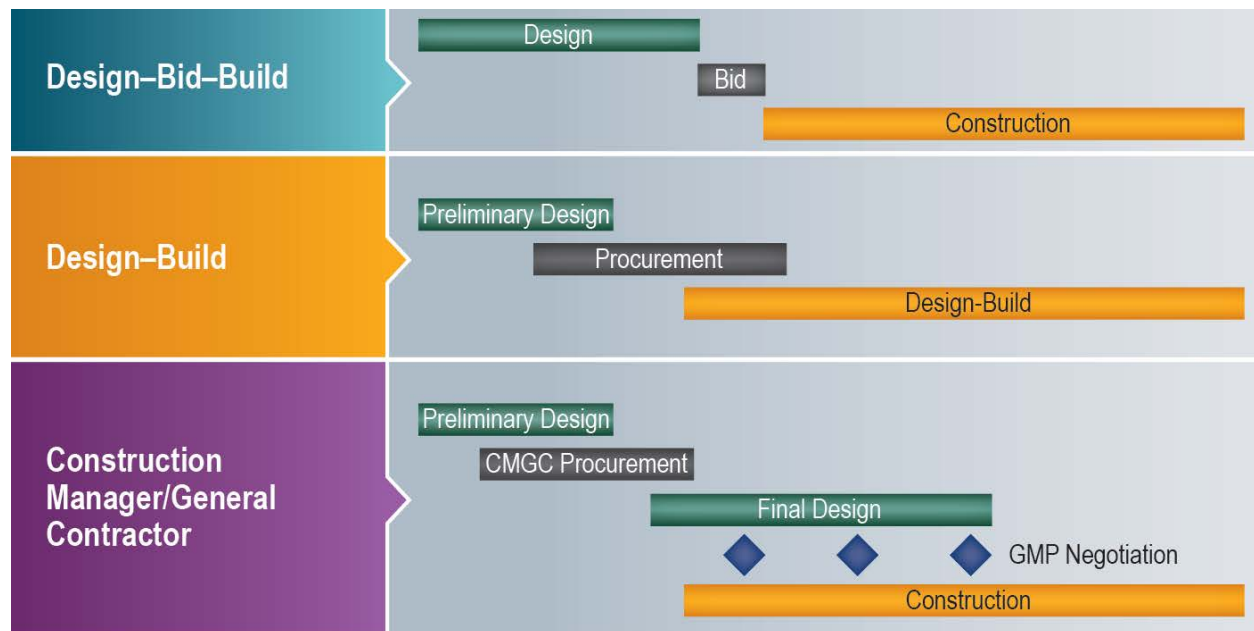 Design–Bid–Build
Design
Bid
Construction
Design–Build
Preliminary Design
Procurement
Design-Build
Construction
Manager/General
Contractor
Preliminary Design
CMGC Procurement
Final Design
GMP Negotiation
Construction